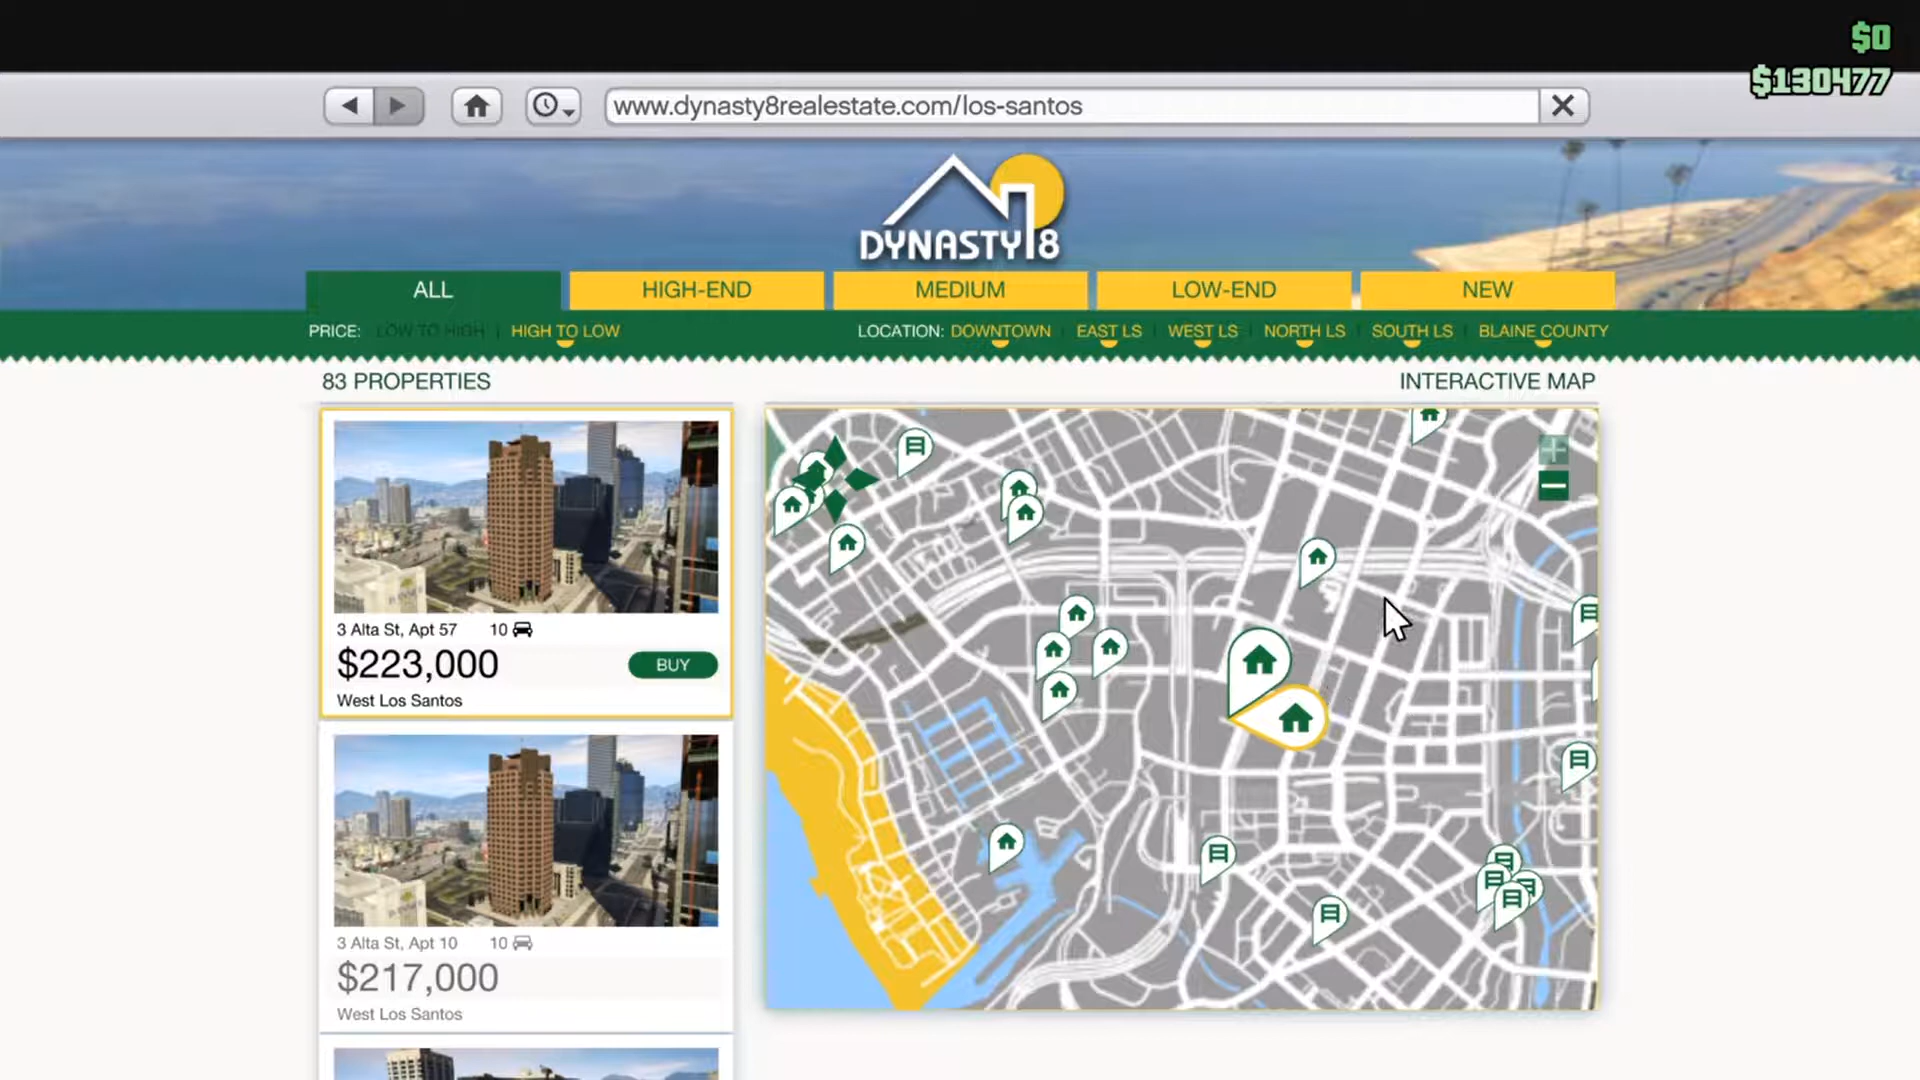 $0
$130477
www.dynasty8realestate.com/los-santos
DYNASTY 8
ALL
HIGH-END
MEDIUM
LOW-END
NEW
PRICE: LOW TO HIGH | HIGH TO LOW
LOCATION: DOWNTOWN | EAST LS | WEST LS | NORTH LS | SOUTH LS | BLAINE COUNTY
83 PROPERTIES
INTERACTIVE MAP
3 Alta St, Apt 57 10
$223,000
BUY
West Los Santos
3 Alta St, Apt 10 10
$217,000
West Los Santos